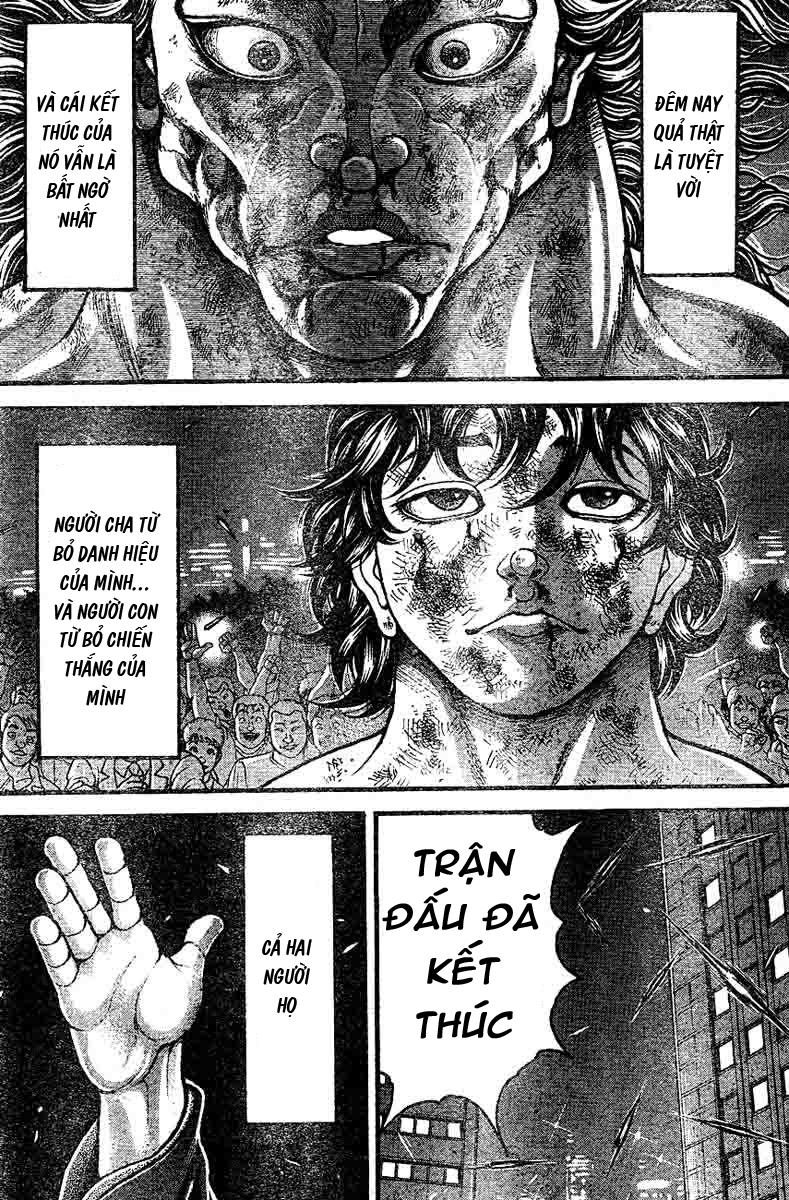 ĐÊM NAY
QUẢ THẬT
LÀ TUYỆT
VỜI
VÀ CÁI KẾT
THÚC CỦA
NÓ VẪN LÀ
BẤT NGỜ
NHẤT
NGƯỜI CHA TỪ
BỎ DANH HIỆU
CỦA MÌNH...
VÀ NGƯỜI CON
TỪ BỎ CHIẾN
THẮNG CỦA
MÌNH
TRẬN
ĐẤU ĐÃ
KẾT
THÚC
CẢ HAI
NGƯỜI
HỌ